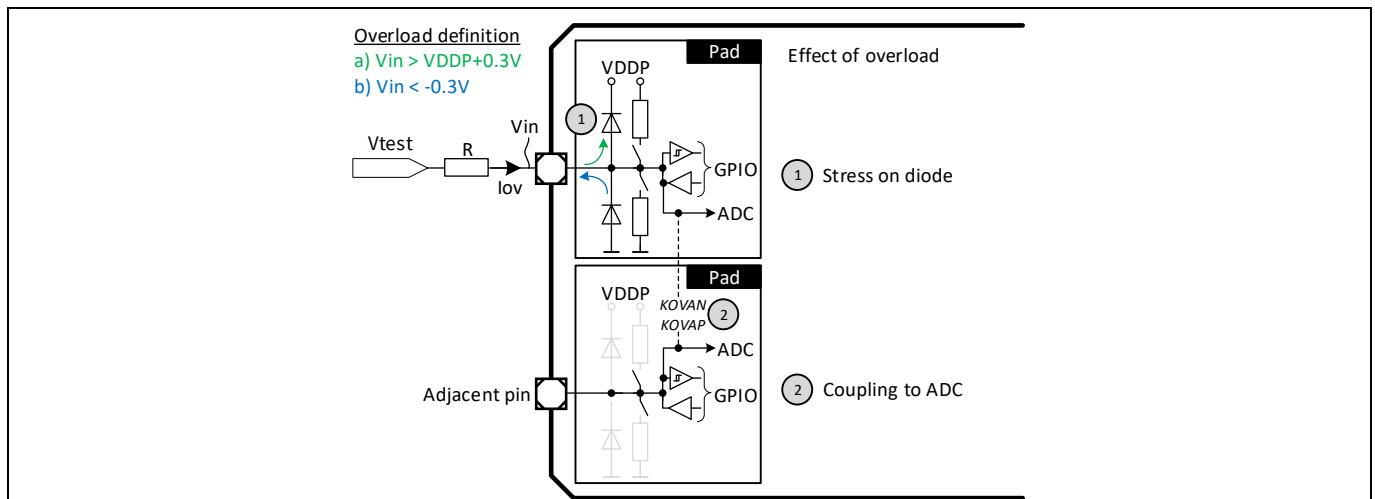 Overload definition
a) Vin > VDDP+0.3V
b) Vin < -0.3V
Pad
Effect of overload
VDDP
1
Vin
Vtest
R
Iov
GPIO
1 Stress on diode
ADC
Pad
VDDP
KOVAN
KOVAP
2
ADC
Adjacent pin
GPIO
2 Coupling to ADC